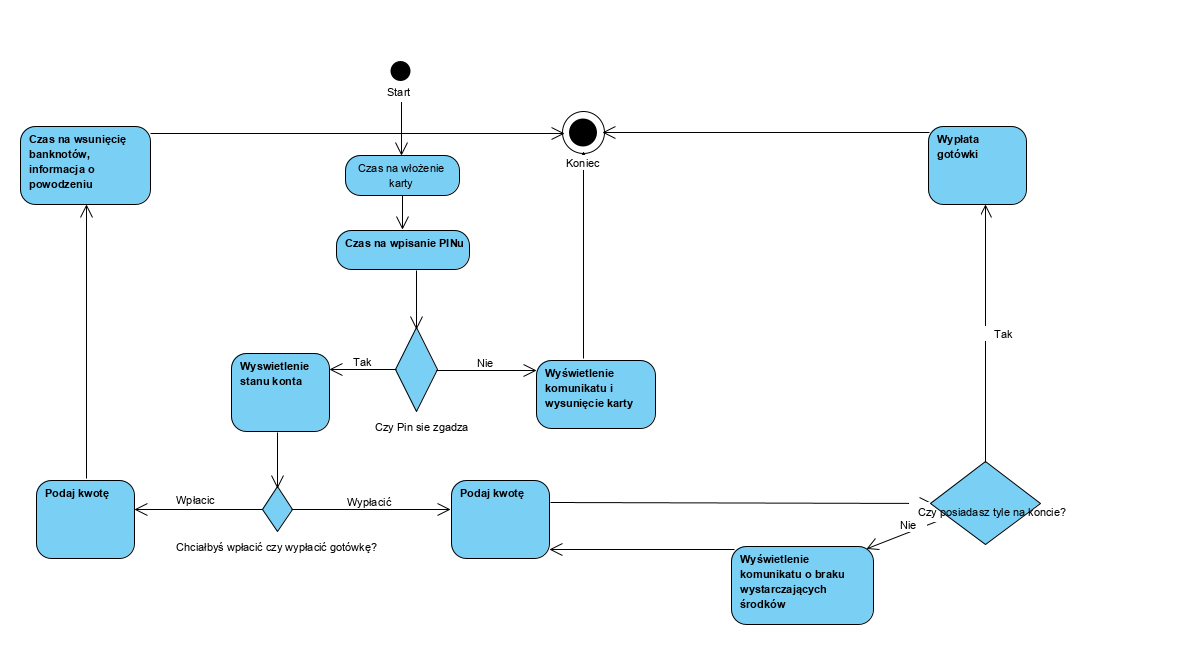 Start
Czas na wsunięcię
banknotów,
informacja o
powodzeniu
Koniec
Wypłata
gotówki
Czas na włożenie
karty
Czas na wpisanie PINu
Tak
Wyswietlenie
stanu konta
Tak
Nie
Wyświetlenie
komunikatu i
wysunięcie karty
Czy Pin sie zgadza
Podaj kwotę
Wpłacic
Wypłacić
Podaj kwotę
Czy posiadasz tyle na koncie?
Nie
Chciałbyś wpłacić czy wypłacić gotówkę?
Wyświetlenie
komunikatu o braku
wystarczających
środków